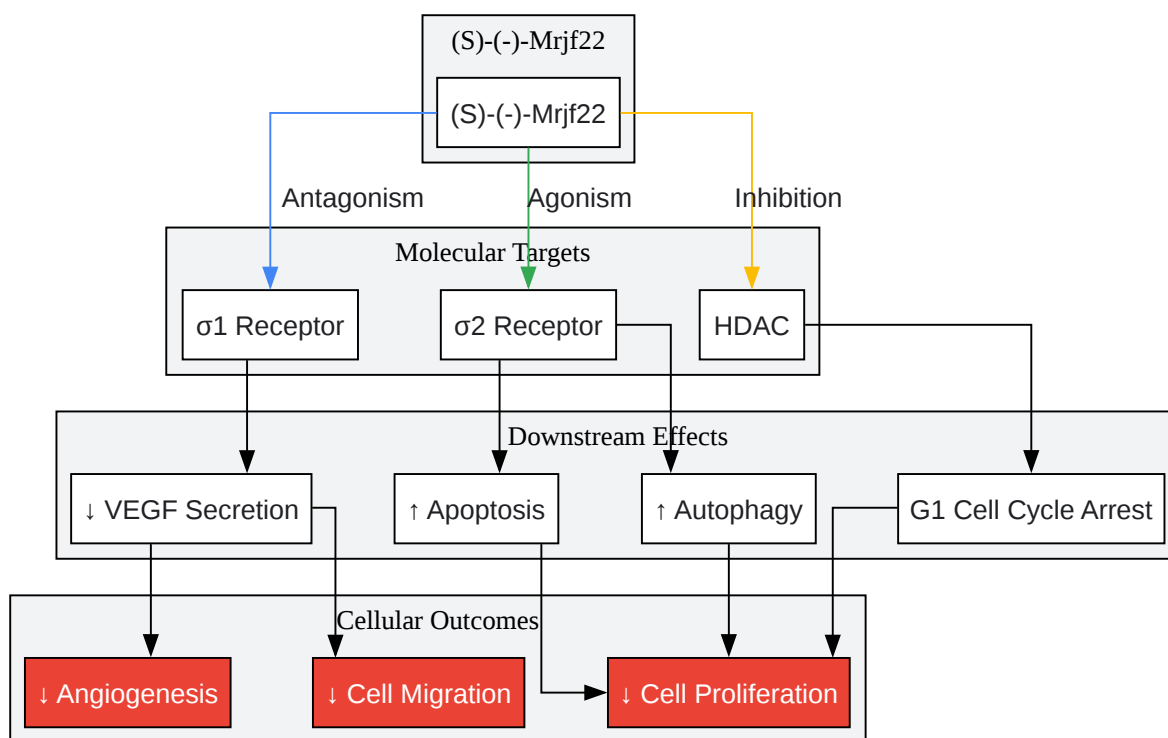 (S)-(-)-Mrjf22
(S)-(-)-Mrjf22
Antagonism
Agonism
Inhibition
Molecular Targets
σ1 Receptor
σ2 Receptor
HDAC
Downstream Effects
↓ VEGF Secretion
↑ Apoptosis
↑ Autophagy
G1 Cell Cycle Arrest
Cellular Outcomes
↓ Angiogenesis
↓ Cell Migration
↓ Cell Proliferation